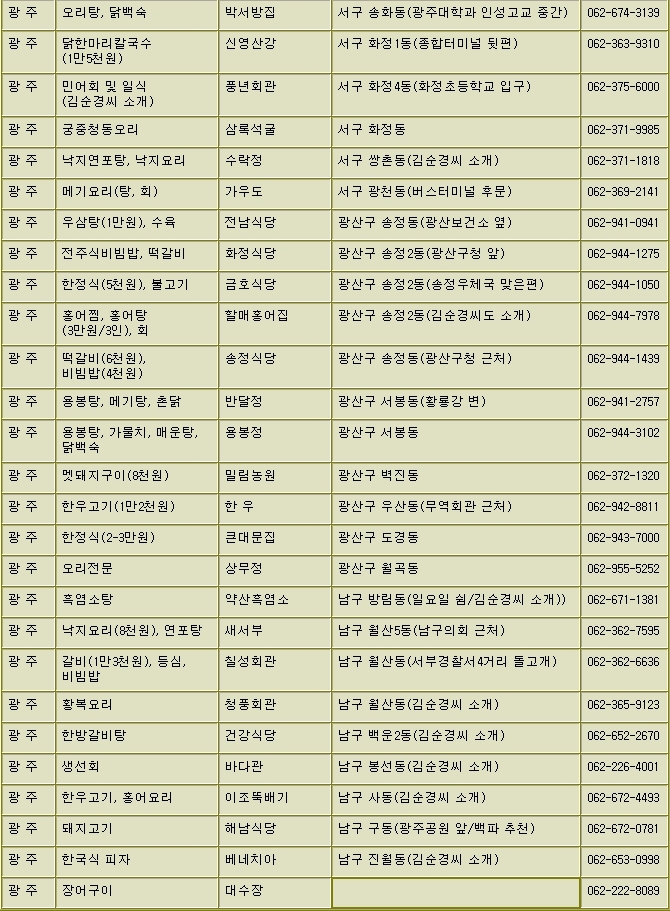 광 주 오리탕, 닭백숙 박서방집 서구 송화동(광주대학과 인성고교 중간) 062-674-3139
광 주 닭한마리칼국수 신영산강 서구 화정1동(종합터미널 뒷편) 062-363-9310
(1만5천원)
광 주 민어회 및 일식 풍년회관 서구 화정4동(화정초등학교 입구) 062-375-6000
(김순경씨 소개)
광 주 궁중청동오리 삼록석굴 서구 화정동 062-371-9985
광 주 낙지연포탕, 낙지요리 수락정 서구 쌍촌동(김순경씨 소개) 062-371-1818
광 주 메기요리(탕, 회) 가우도 서구 광천동(버스터미널 후문) 062-369-2141
광 주 우삼탕(1만원), 수육 전남식당 광산구 송정동(광산보건소 옆) 062-941-0941
광 주 전주식비빔밥, 떡갈비 화정식당 광산구 송정2동(광산구청 앞) 062-944-1275
광 주 한정식(5천원), 불고기 금호식당 광산구 송정2동(송정우체국 맞은편) 062-944-1050
광 주 홍어찜, 홍어탕 할매홍어집 광산구 송정2동(김순경씨도 소개) 062-944-7978
(3만원/3인), 회
광 주 떡갈비(6천원), 송정식당 광산구 송정동(광산구청 근처) 062-944-1439
비빔밥(4천원)
광 주 용봉탕, 메기탕, 촌닭 반달정 광산구 서봉동(황룡강 변) 062-941-2757
광 주 용봉탕, 가물치, 매운탕, 용봉정 광산구 서봉동 062-944-3102
닭백숙
광 주 멧돼지구이(8천원) 밀림농원 광산구 벽진동 062-372-1320
광 주 한우고기(1만2천원) 한 우 광산구 우산동(무역회관 근처) 062-942-8811
광 주 한정식(2-3만원) 큰대문집 광산구 도경동 062-943-7000
광 주 오리전문 상무정 광산구 월곡동 062-955-5252
광 주 흑염소탕 약산흑염소 남구 방림동(일요일 쉼/김순경씨 소개)) 062-671-1381
광 주 낙지요리(8천원), 연포탕 새서부 남구 월산5동(남구의회 근처) 062-362-7595
광 주 갈비(1만3천원), 등심, 칠성회관 남구 월산동(서부경찰서4거리 돌고개) 062-362-6636
비빔밥
광 주 황복요리 청풍회관 남구 월산동(김순경씨 소개) 062-365-9123
광 주 한방갈비탕 건강식당 남구 백운2동(김순경씨 소개) 062-652-2670
광 주 생선회 바다관 남구 봉선동(김순경씨 소개) 062-226-4001
광 주 한우고기, 홍어요리 이조뚝배기 남구 사동(김순경씨 소개) 062-672-4493
광 주 돼지고기 해남식당 남구 구동(광주공원 앞/백파 추천) 062-672-0781
광 주 한국식 피자 베네치아 남구 진월동(김순경씨 소개) 062-653-0998
광 주 장어구이 대수장 062-222-8089